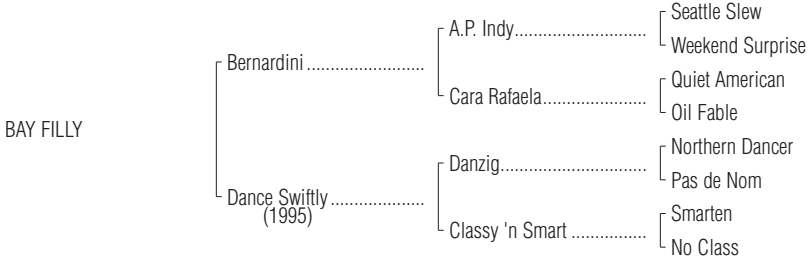 Seattle Slew
A.P. Indy
Weekend Surprise
Bernardini
Quiet American
Cara Rafaela
Oil Fable
BAY FILLY
Northern Dancer
Danzig
Pas de Nom
Dance Swiftly
(1995)
Smarten
Classy 'n Smart
No Class